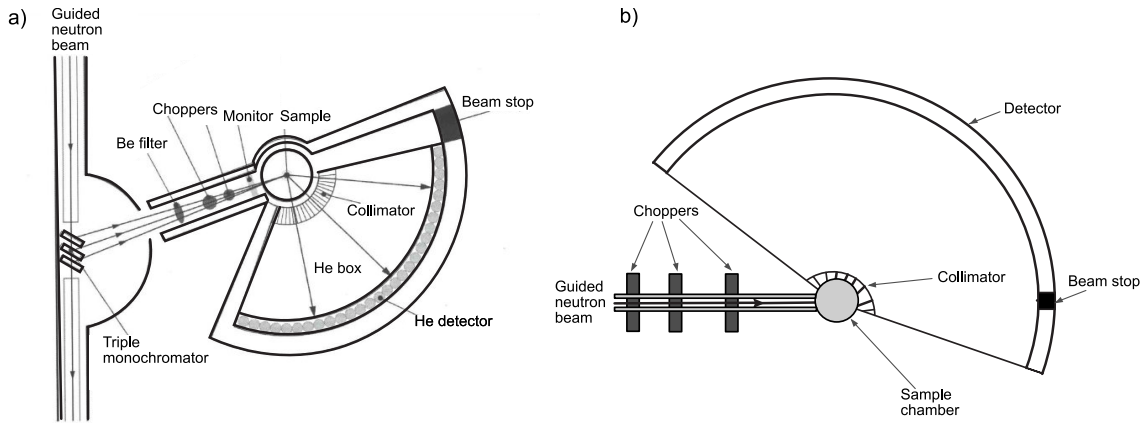 a)
Guided
neutron
beam
Choppers
Monitor
Sample
Beam stop
Be filter
Collimator
He box
He detector
Triple
monochromator
b)
Detector
Choppers
Guided
neutron
beam
Collimator
Beam stop
Sample
chamber